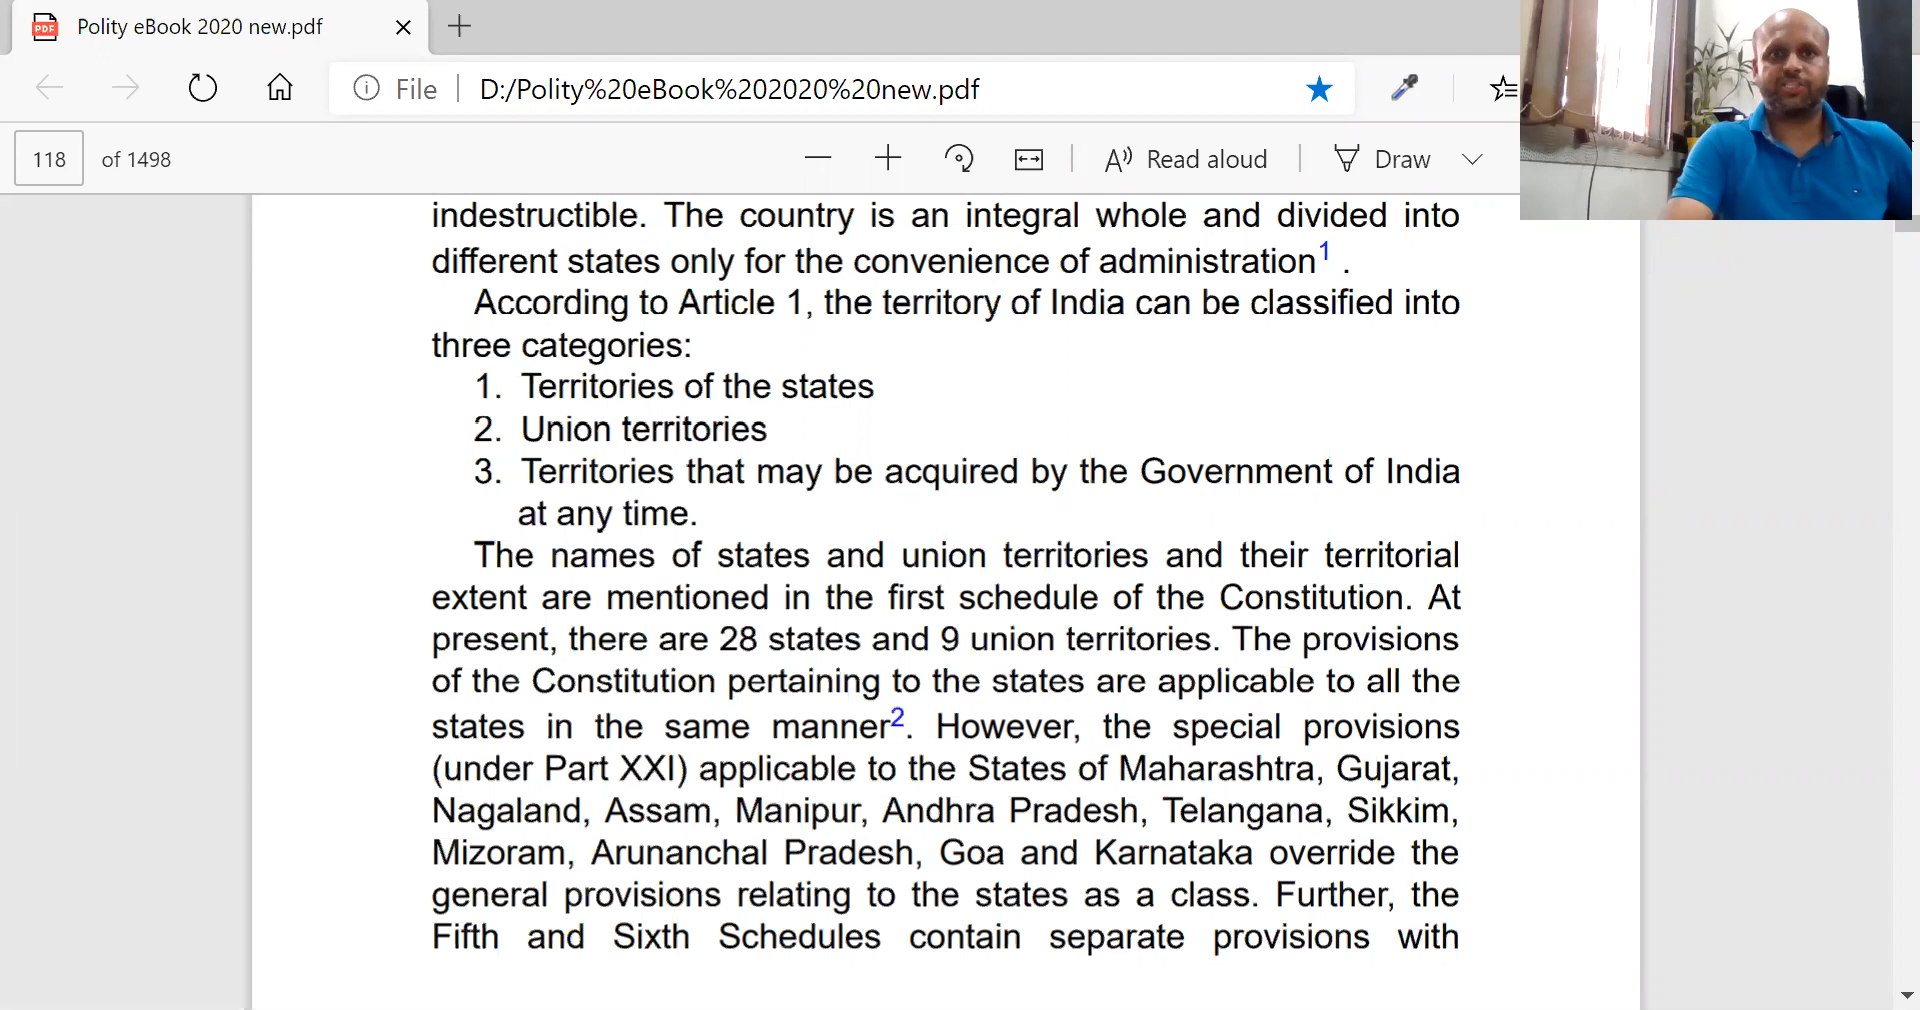 PDF
Polity eBook 2020 new.pdf
File
D:/Polity%20eBook%202020%20new.pdf
118
of 1498
A Read aloud
Draw
indestructible. The country is an integral whole and divided into
different states only for the convenience of administration1 .
According to Article 1, the territory of India can be classified into
three categories:
1. Territories of the states
2. Union territories
3. Territories that may be acquired by the Government of India
at any time.
The names of states and union territories and their territorial
extent are mentioned in the first schedule of the Constitution. At
present, there are 28 states and 9 union territories. The provisions
of the Constitution pertaining to the states are applicable to all the
states in the same manner2. However, the special provisions
(under Part XXI) applicable to the States of Maharashtra, Gujarat,
Nagaland, Assam, Manipur, Andhra Pradesh, Telangana, Sikkim,
Mizoram, Arunanchal Pradesh, Goa and Karnataka override the
general provisions relating to the states as a class. Further, the
Fifth and Sixth Schedules contain separate provisions with